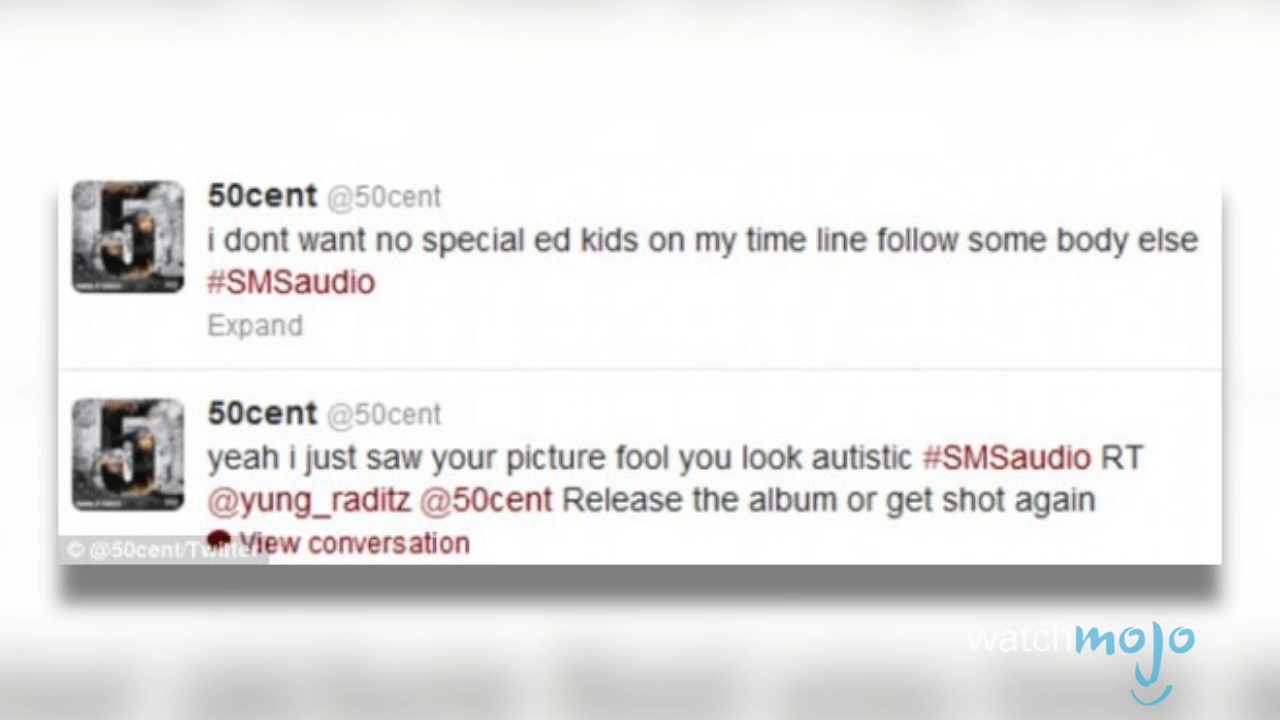 50cent @50cent
i dont want no special ed kids on my time line follow some body else
#SMSaudio
Expand
50cent @50cent
yeah i just saw your picture fool you look autistic #SMSaudio RT
@yung_raditz @50cent Release the album or get shot again
View conversation
© @50cent/Twitter
watchmojo